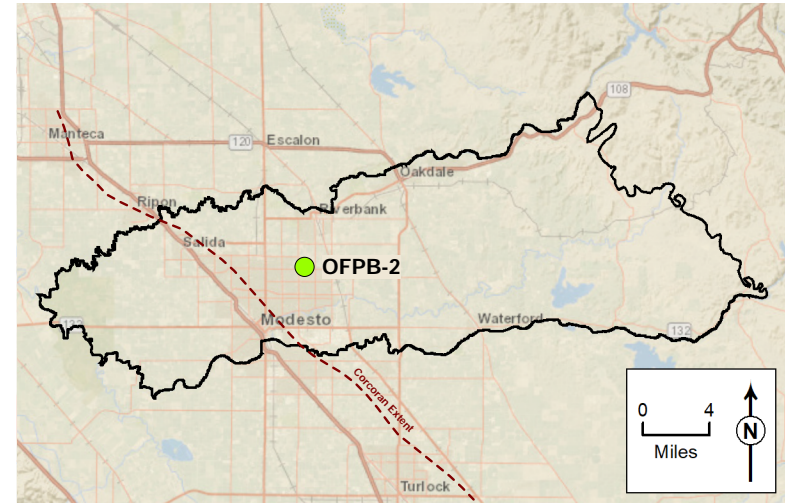 108
Manteca
120
Escalon
Oakdale
Ripon
Riverbank
Salida
OFPB-2
132
Modesto
Waterford
132
Corcoran Extent
0 4
Miles
N
Turlock